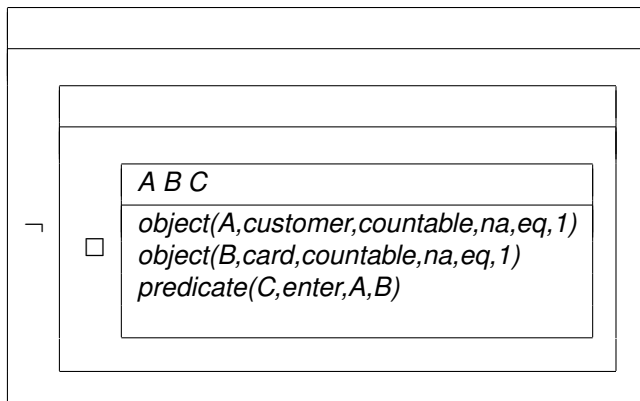 A B C
¬ □ object(A,customer,countable,na,eq,1)
object(B,card,countable,na,eq,1)
predicate(C,enter,A,B)